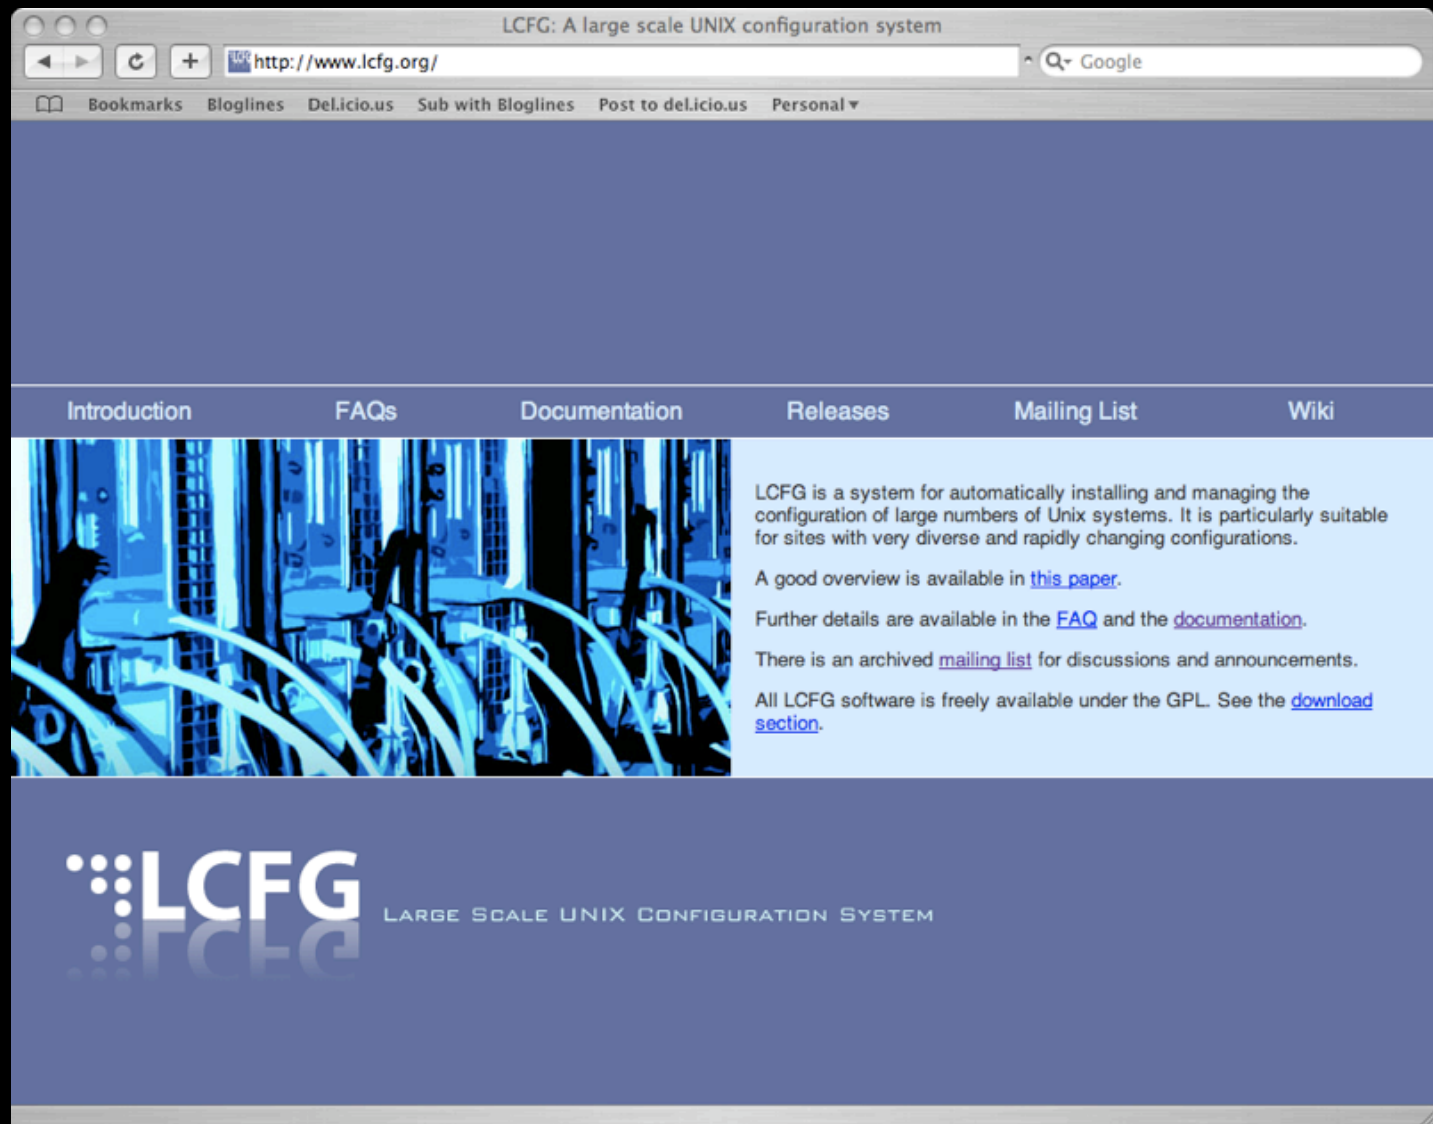 LCFG: A large scale UNIX configuration system
http://www.lcfg.org/
Google
Bookmarks Bloglines Del.icio.us Sub with Bloglines Post to del.icio.us Personal
Introduction FAQs Documentation Releases Mailing List Wiki
LCFG is a system for automatically installing and managing the
configuration of large numbers of Unix systems. It is particularly suitable
for sites with very diverse and rapidly changing configurations.
A good overview is available in this paper.
Further details are available in the FAQ and the documentation.
There is an archived mailing list for discussions and announcements.
All LCFG software is freely available under the GPL. See the download
section.
LCFG LARGE SCALE UNIX CONFIGURATION SYSTEM